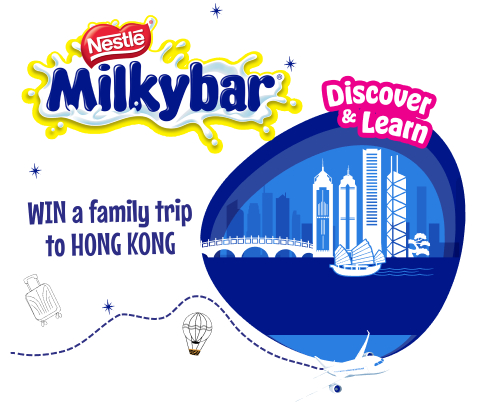 Nestlé
Milkybar
Discover
& Learn
WIN a family trip
to HONG KONG